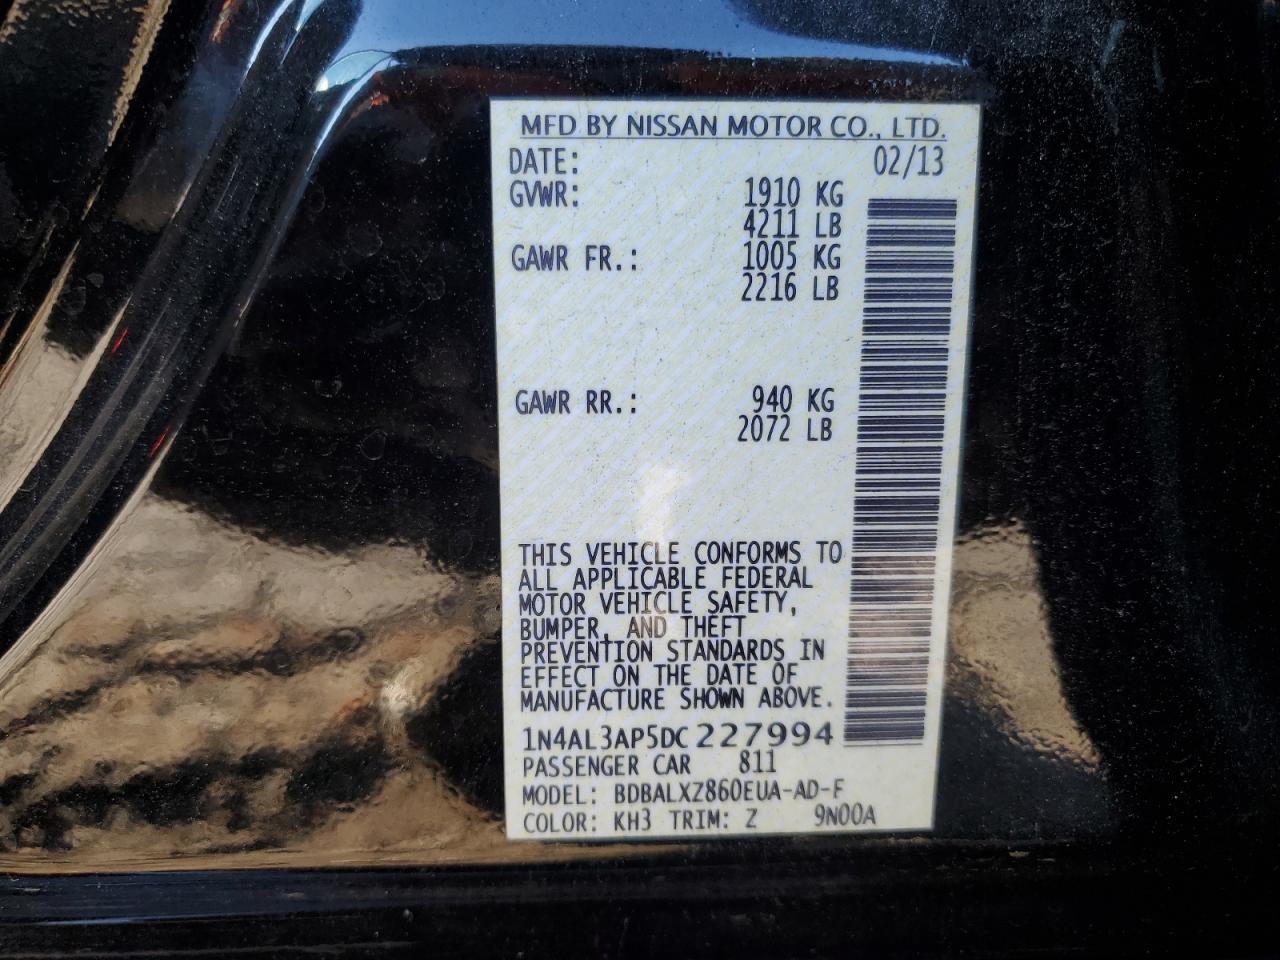 MFD BY NISSAN MOTOR CO., LTD.
DATE: 02/13
GVWR: 1910 KG
4211 LB
GAWR FR.: 1005 KG
2216 LB
GAWR RR.: 940 KG
2072 LB
THIS VEHICLE CONFORMS TO
ALL APPLICABLE FEDERAL
MOTOR VEHICLE SAFETY,
BUMPER, AND THEFT
PREVENTION STANDARDS IN
EFFECT ON THE DATE OF
MANUFACTURE SHOWN ABOVE.
1N4AL3AP5DC227994
PASSENGER CAR 811
MODEL: BDBALXZ860EUA-AD-F
COLOR: KH3 TRIM: Z 9N00A